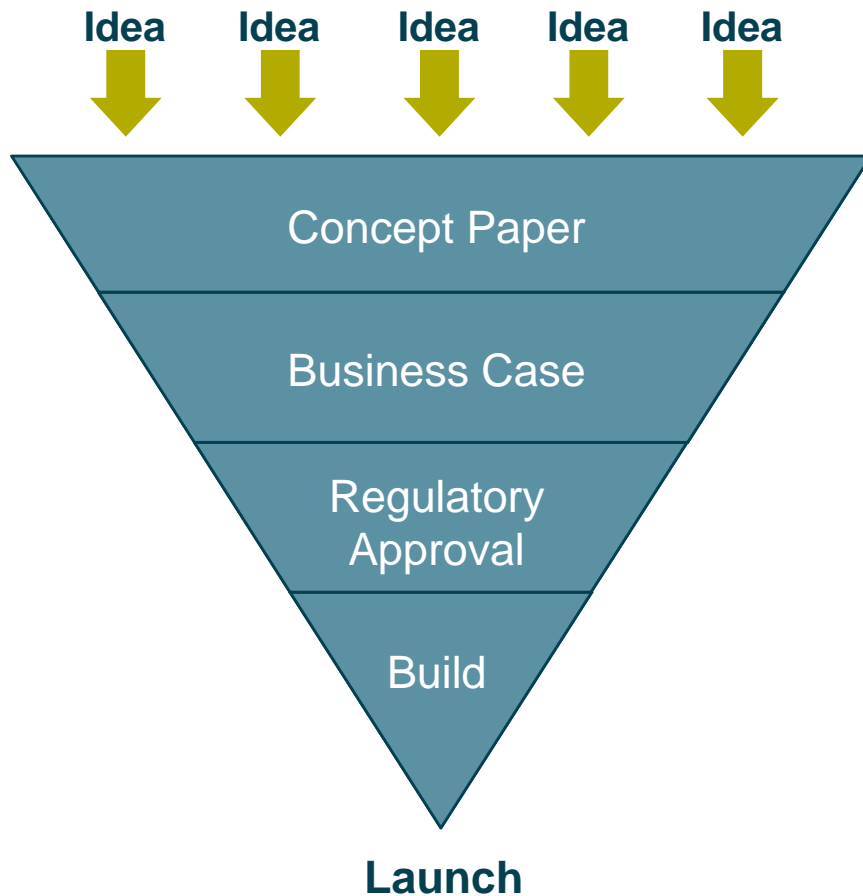 Idea Idea Idea Idea Idea
Concept Paper
Business Case
Regulatory
Approval
Build
Launch